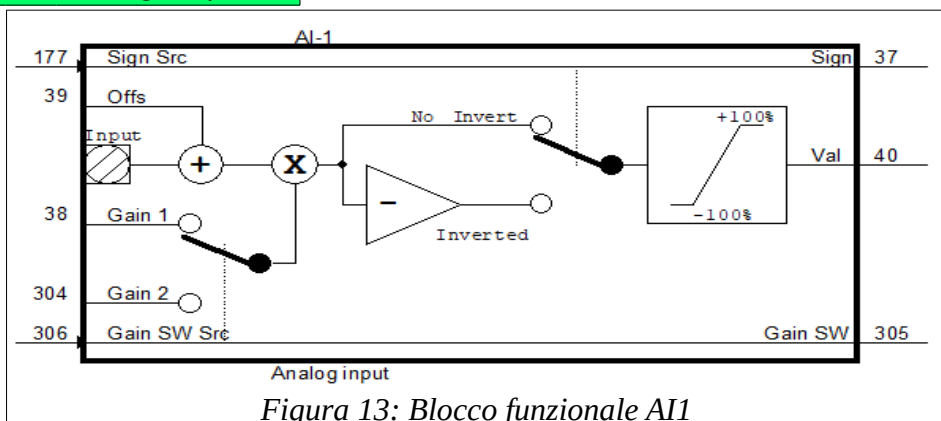 AI-1
177 Sign Src Sign 37
39 Offs
No Invert +100%
Input
+ X Val 40
-
38 Gain 1 -100%
Inverted
304 Gain 2
306 Gain SW Src Gain SW 305
Analog input
Figura 13: Blocco funzionale AI1